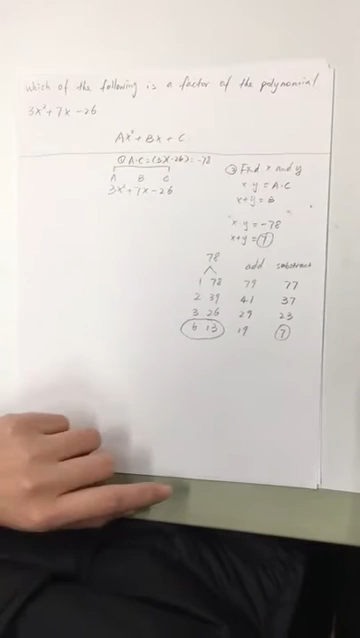 which of the following is a factor of the polynomial
3x²+7x-26
Ax²+Bx+C
① A·C=(3)(-26)=-78
A B C
3x²+7x-26
② Find x and y
x y = A·C
x+y = B
x y = -78
x+y = 7
78
add substract
1 78 79 77
2 39 41 37
3 26 29 23
6 13 19 7